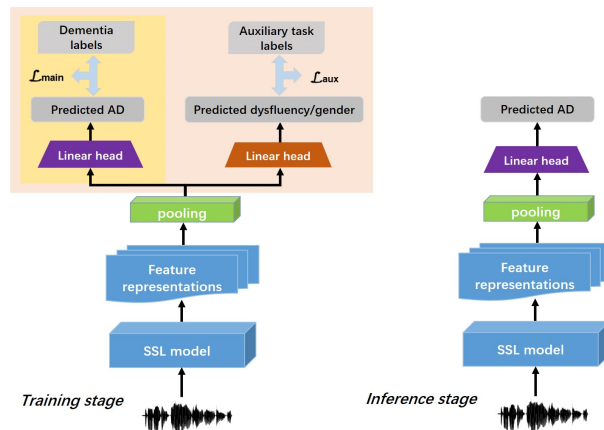 Dementia
labels
Auxiliary task
labels
ℒmain
ℒaux
Predicted AD
Predicted dysfluency/gender
Linear head
Linear head
pooling
Feature
representations
SSL model
Training stage
Predicted AD
Linear head
pooling
Feature
representations
SSL model
Inference stage